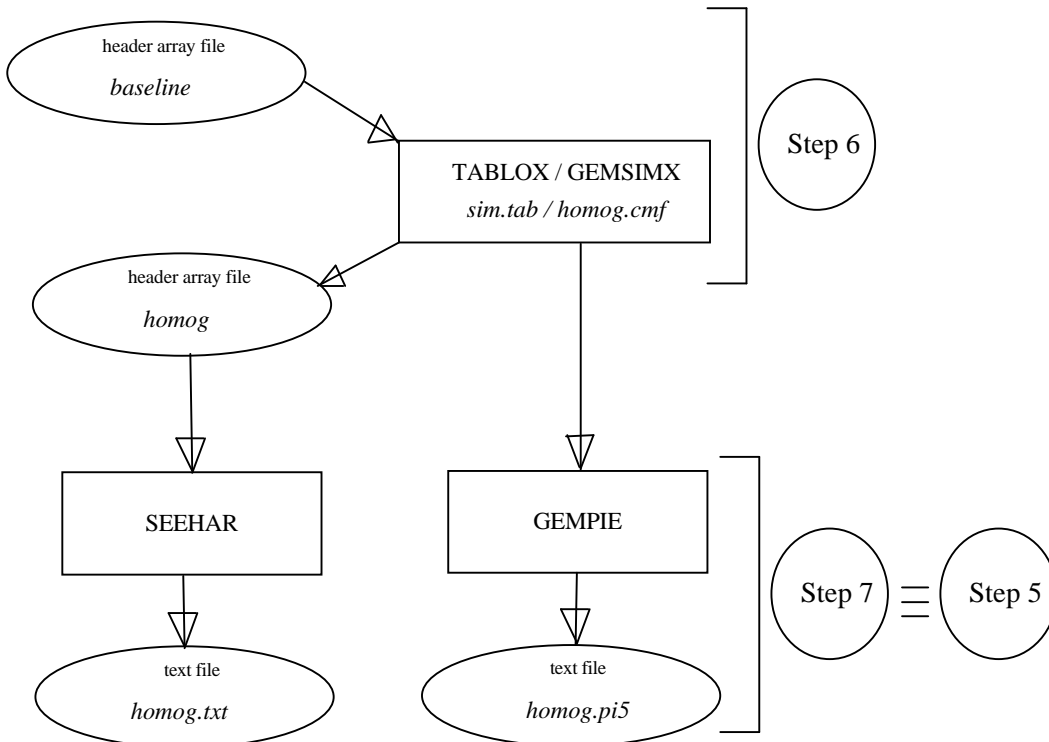 header array file
baseline
TABLOX / GEMSIMX
sim.tab / homog.cmf
Step 6
header array file
homog
SEEHAR
GEMPIE
Step 7
Step 5
text file
homog.txt
text file
homog.pi5